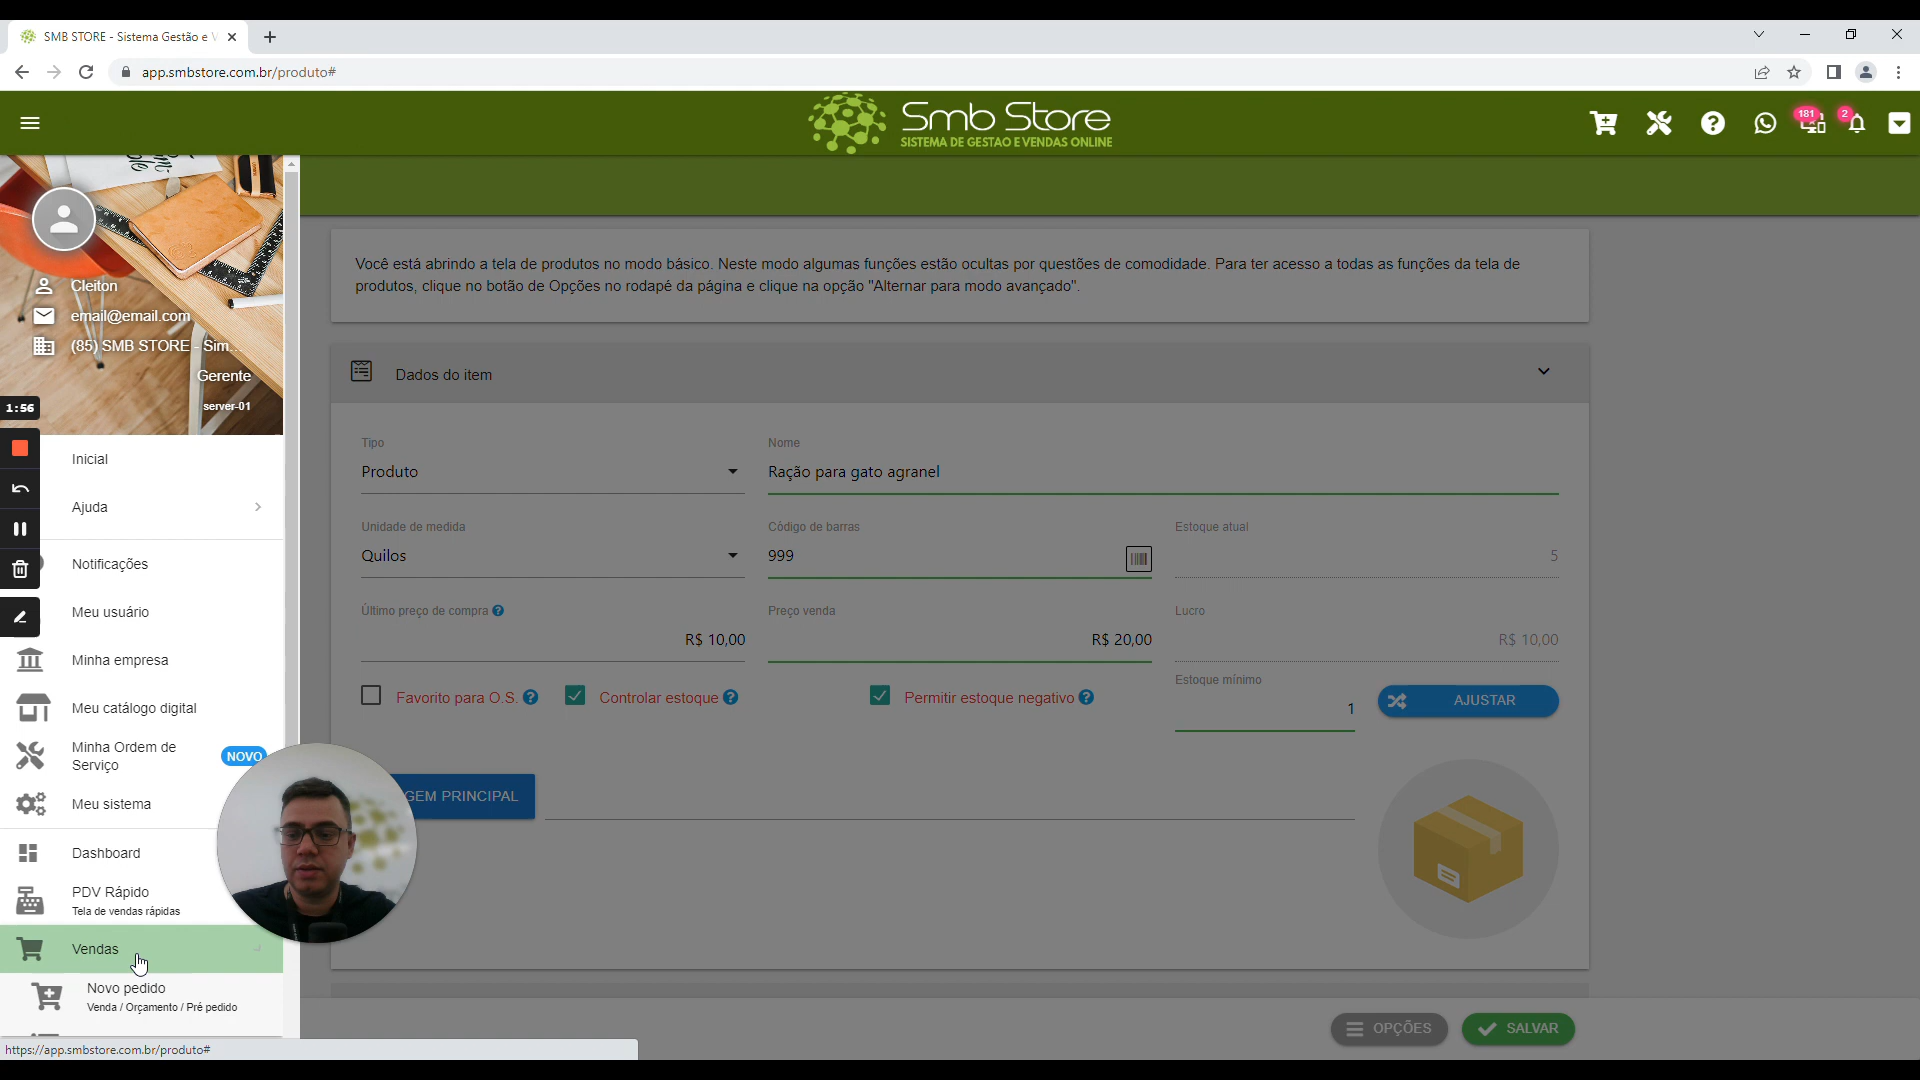 SMB STORE - Sistema Gestão e V
app.smbstore.com.br/produto#
Smb Store
SISTEMA DE GESTAO E VENDAS ONLINE
181
2
Cleiton
email@email.com
(85) SMB STORE - Sim...
Gerente
server-01
1:56
Inicial
Ajuda
Notificações
Meu usuário
Minha empresa
Meu catálogo digital
Minha Ordem de
Serviço
NOVO
Meu sistema
Dashboard
PDV Rápido
Tela de vendas rápidas
Vendas
Novo pedido
Venda / Orçamento / Pré pedido
https://app.smbstore.com.br/produto#
Você está abrindo a tela de produtos no modo básico. Neste modo algumas funções estão ocultas por questões de comodidade. Para ter acesso a todas as funções da tela de
produtos, clique no botão de Opções no rodapé da página e clique na opção "Alternar para modo avançado".
Dados do item
Tipo
Produto
Nome
Ração para gato agranel
Unidade de medida
Quilos
Código de barras
999
Estoque atual
5
Último preço de compra
R$ 10,00
Preço venda
R$ 20,00
Lucro
R$ 10,00
Favorito para O.S.
Controlar estoque
Permitir estoque negativo
Estoque mínimo
1
AJUSTAR
GEM PRINCIPAL
OPÇÕES
SALVAR